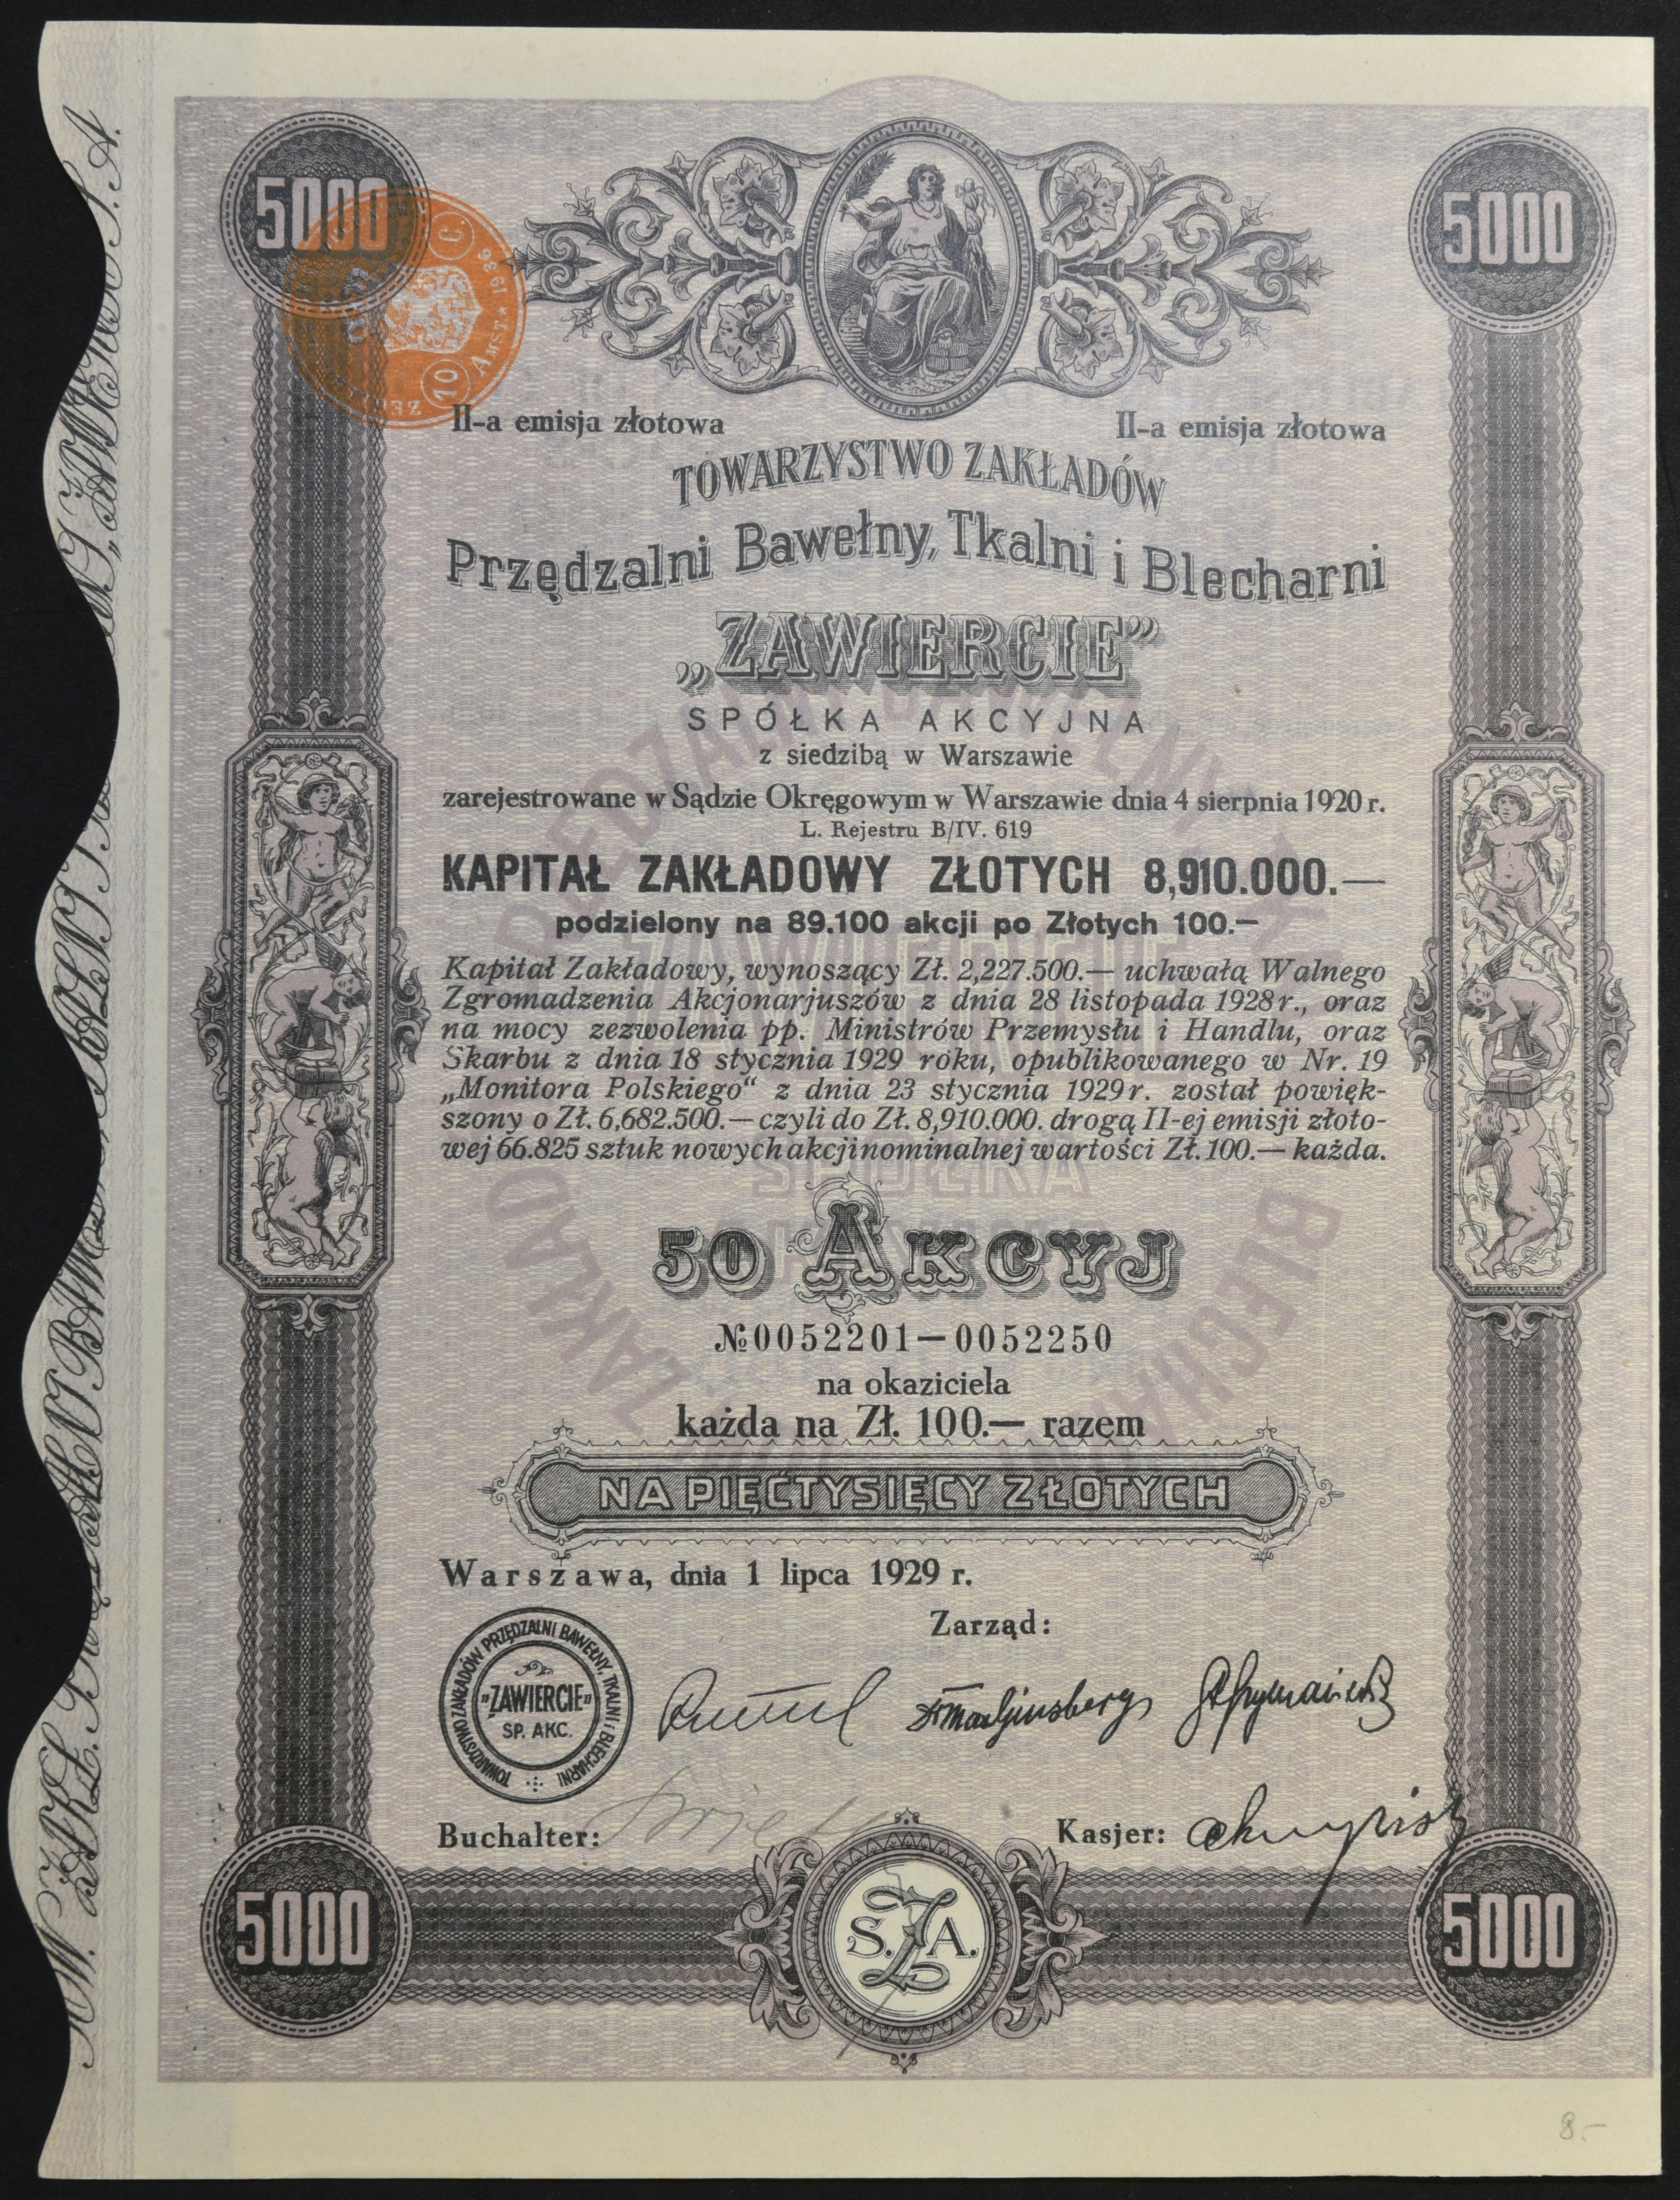 5000
5000
1936
AMST.
C.
10
II-a emisja złotowa
II-a emisja złotowa
TOWARZYSTWO ZAKŁADÓW
Przędzalni Bawełny, Tkalni i Blecharni
„ZAWIERCIE”
SPÓŁKA AKCYJNA
z siedzibą w Warszawie
zarejestrowane w Sądzie Okręgowym w Warszawie dnia 4 sierpnia 1920 r.
L. Rejestru B/IV. 619
KAPITAŁ ZAKŁADOWY ZŁOTYCH 8,910.000.—
podzielony na 89.100 akcji po Złotych 100.—
Kapitał Zakładowy, wynoszący Zł. 2,227.500.— uchwałą Walnego
Zgromadzenia Akcjonarjuszów z dnia 28 listopada 1928 r., oraz
na mocy zezwolenia pp. Ministrów Przemysłu i Handlu, oraz
Skarbu z dnia 18 stycznia 1929 roku, opublikowanego w Nr. 19
„Monitora Polskiego“ z dnia 23 stycznia 1929 r. został powięk-
szony o Zł. 6,682.500.— czyli do Zł. 8,910.000. drogą II-ej emisji złoto-
wej 66.825 sztuk nowych akcji nominalnej wartości Zł. 100.— każda.
50 AKCYJ
№ 0052201—0052250
na okaziciela
każda na Zł. 100.— razem
NA PIĘĆTYSIĘCY ZŁOTYCH
Warszawa, dnia 1 lipca 1929 r.
Zarząd:
TOWARZYSTWO ZAKŁADÓW PRZĘDZALNI BAWEŁNY, TKALNI i BLECHARNI
„ZAWIERCIE”
SP. AKC.
Buchalter:
Kasjer:
5000
S.Z.A.
5000
8.-